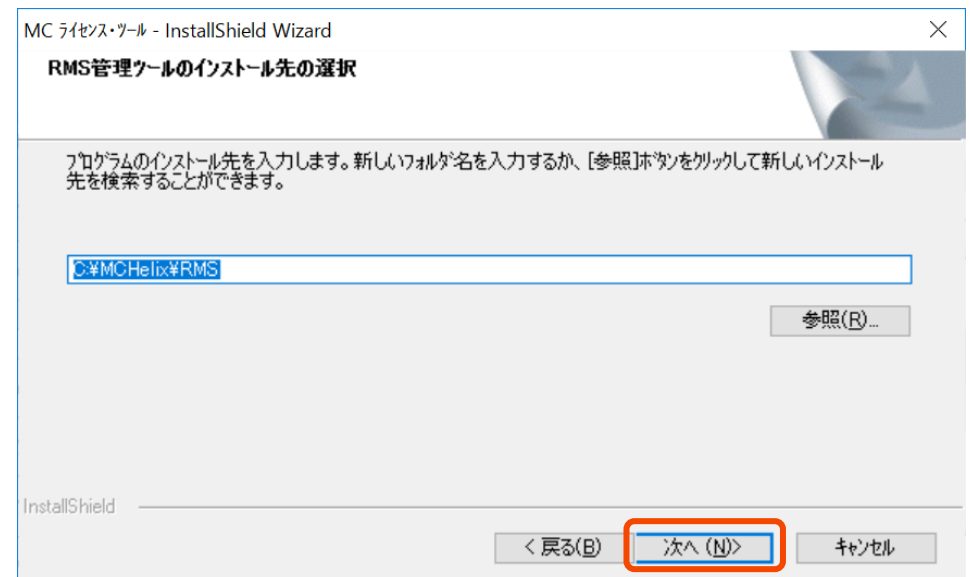 MC ﾗｲｾﾝｽ・ﾂｰﾙ - InstallShield Wizard
RMS管理ﾂｰﾙのｲﾝｽﾄｰﾙ先の選択
ﾌﾟﾛｸﾞﾗﾑのｲﾝｽﾄｰﾙ先を入力します。新しいﾌｫﾙﾀﾞ名を入力するか、[参照]ﾎﾞﾀﾝをｸﾘｯｸして新しいｲﾝｽﾄｰﾙ
先を検索することができます。
C:¥MCHelix¥RMS
参照(R)...
InstallShield
< 戻る(B)
次へ (N)>
ｷｬﾝｾﾙ